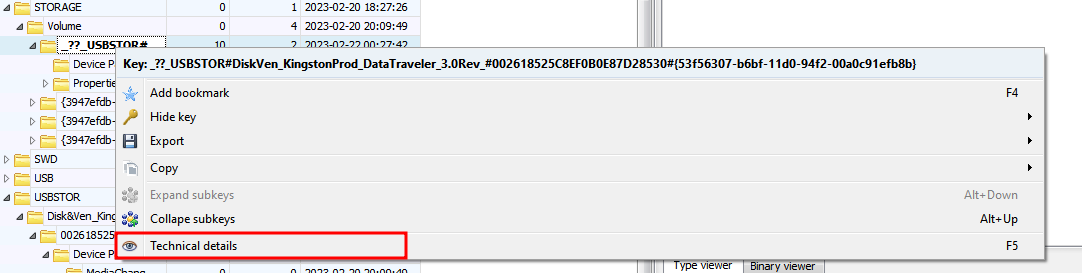 STORAGE 0 1 2023-02-20 18:27:26
Volume 0 4 2023-02-20 20:09:49
_??_USBSTOR# 10 2 2023-02-22 00:27:42
Key: _??_USBSTOR#DiskVen_KingstonProd_DataTraveler_3.0Rev_#002618525C8EF0B0E87D28530#{53f56307-b6bf-11d0-94f2-00a0c91efb8b}
Device P
Add bookmark F4
Properties
Hide key
{3947efdb-
{3947efdb-
Export
{3947efdb-
SWD
Copy
USB
Expand subkeys Alt+Down
USBSTOR
Disk&Ven_King
Collape subkeys Alt+Up
002618525
Technical details F5
Device P
MediaChang 0 0 2023-02-20 20:09:49
Type viewer Binary viewer